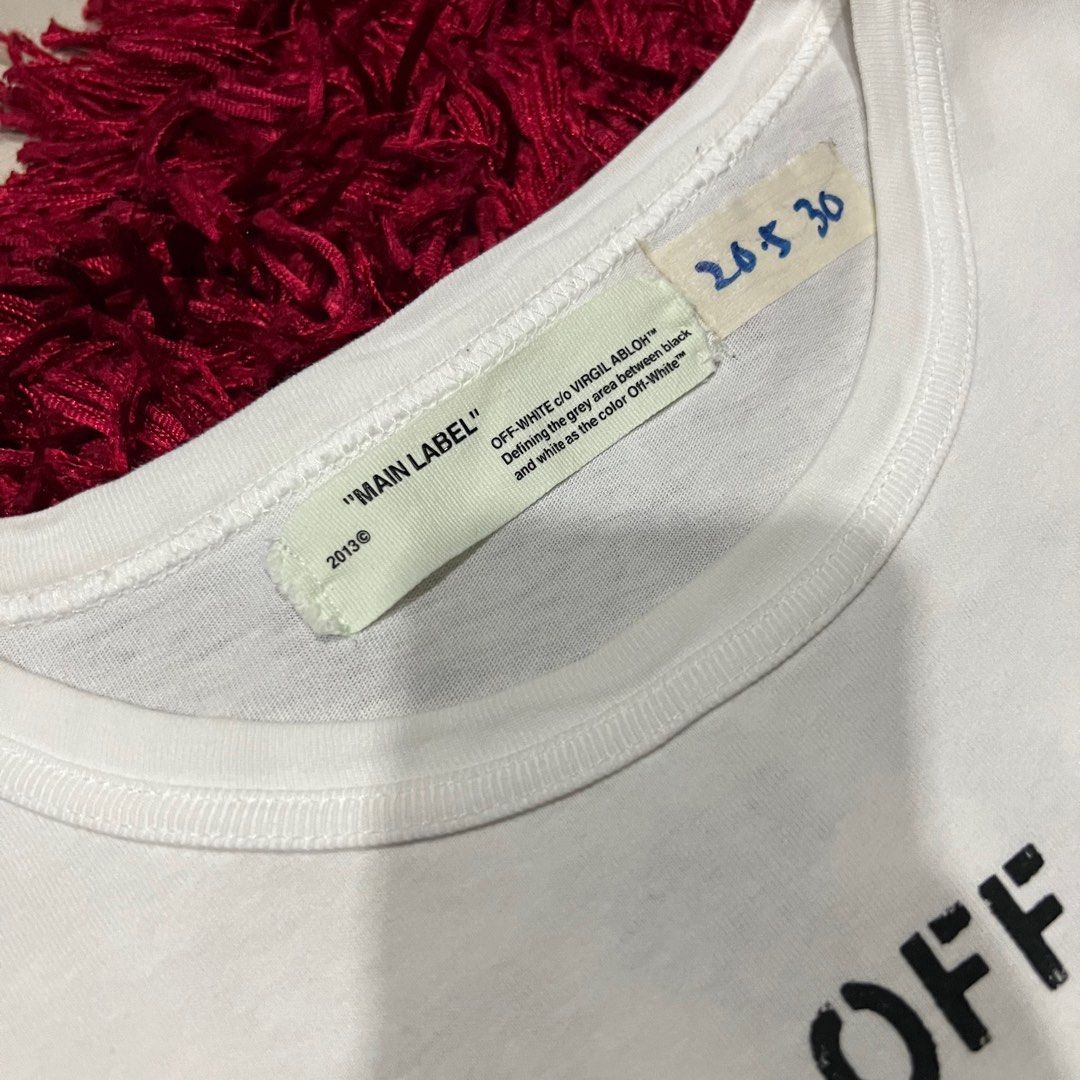 20.5 30
"MAIN LABEL"
2013©
OFF-WHITE c/o VIRGIL ABLOH™
Defining the grey area between black
and white as the color Off-White™
OFF